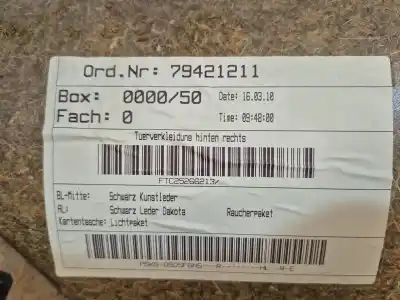 Ord.Nr: 79421211
Box: 0000/50 Date: 16.03.10
Fach: 0 Time: 09:48:00
Tuerverkleidung hinten rechts
BL-Mitte: Schwarz Kunstleder
Schwarz Leder Dakota Raucherpaket
Kartentasche: Lichtpaket